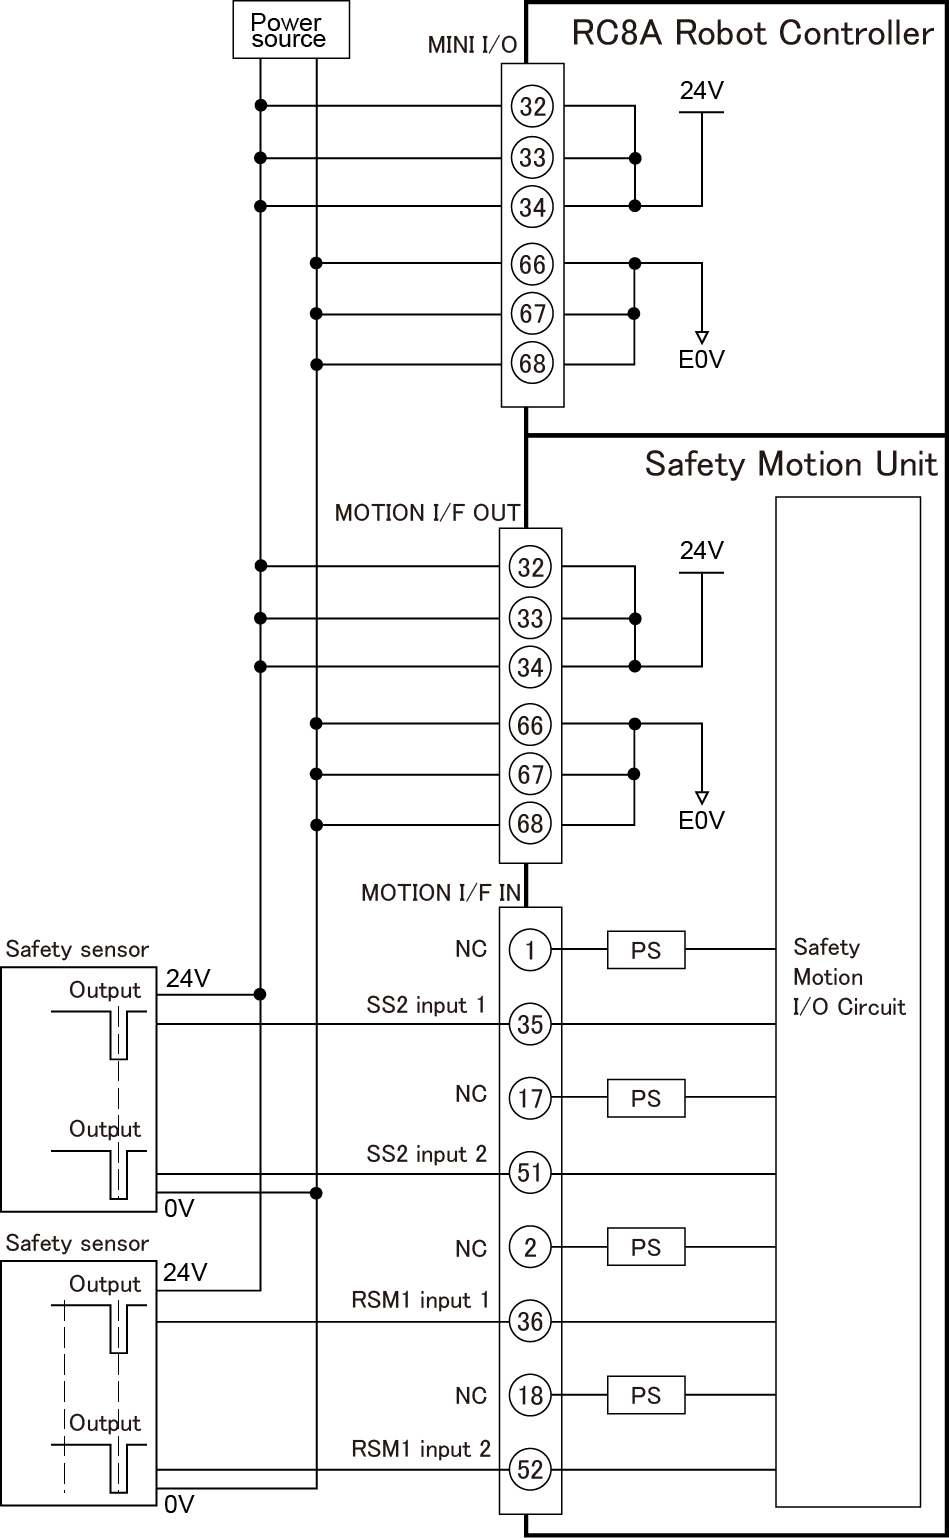 Power
source
MINI I/O
RC8A Robot Controller
32
24V
33
34
66
67
68
E0V
Safety Motion Unit
MOTION I/F OUT
32
24V
33
34
66
67
68
E0V
MOTION I/F IN
Safety sensor
NC
1
PS
Safety
Motion
I/O Circuit
24V
Output
SS2 input 1
35
NC
17
PS
Output
SS2 input 2
51
0V
Safety sensor
NC
2
PS
24V
Output
RSM1 input 1
36
NC
18
PS
Output
RSM1 input 2
52
0V